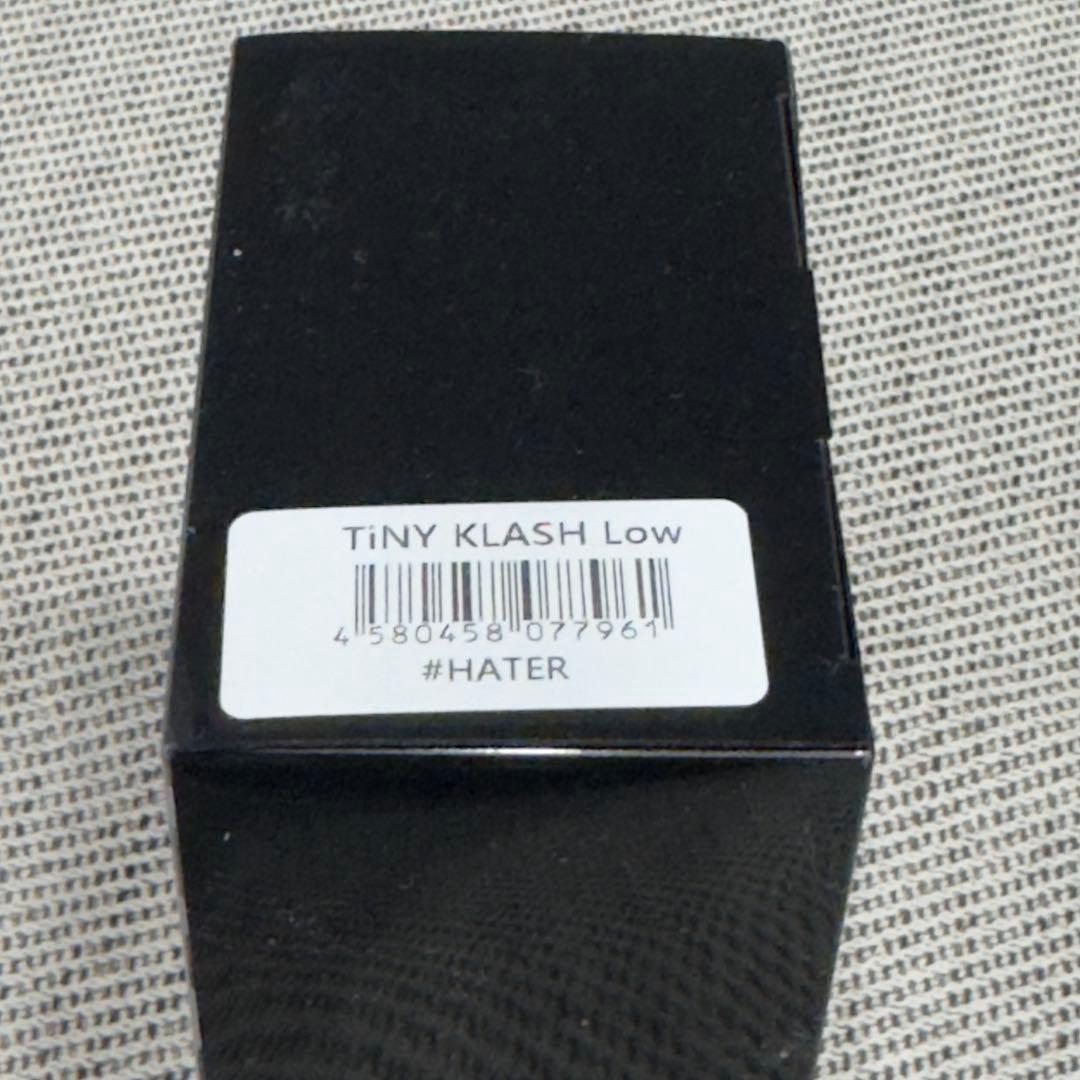 TiNY KLASH Low
4 580458 077961
#HATER